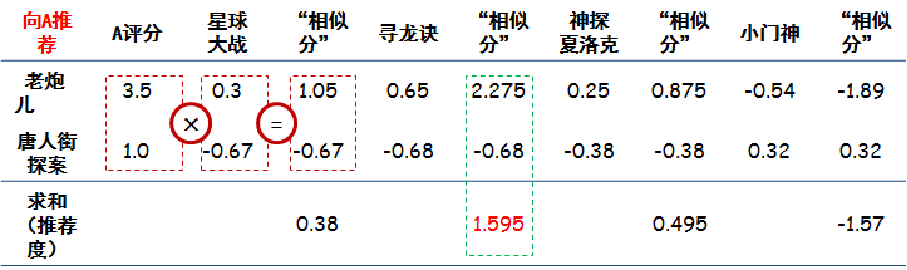 向A推荐 A评分 星球大战 “相似分” 寻龙诀 “相似分” 神探夏洛克 “相似分” 小门神 “相似分”
老炮儿 3.5 0.3 1.05 0.65 2.275 0.25 0.875 -0.54 -1.89
× =
唐人街探案 1.0 -0.67 -0.67 -0.68 -0.68 -0.38 -0.38 0.32 0.32
求和（推荐度） 0.38 1.595 0.495 -1.57